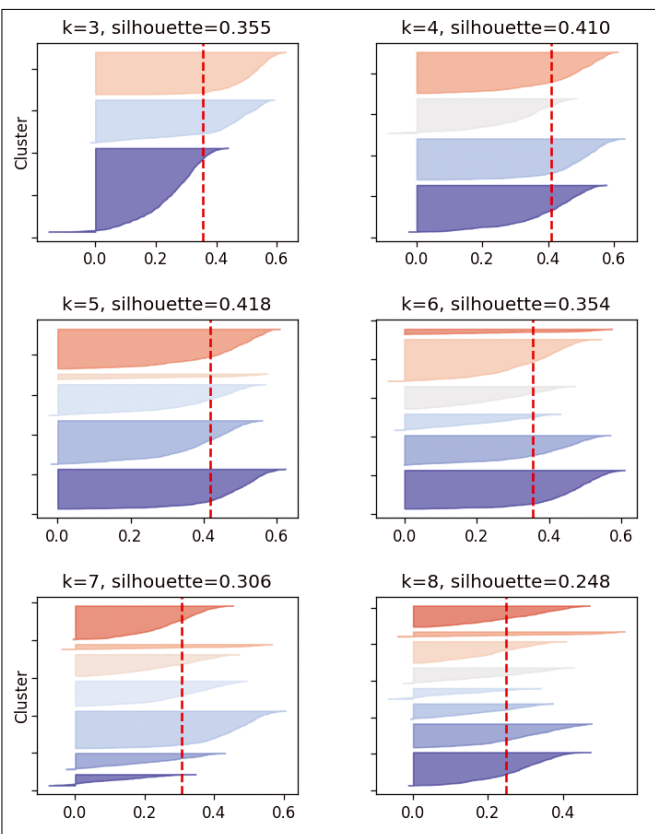 k=3, silhouette=0.355
k=4, silhouette=0.410
Cluster
0.0 0.2 0.4 0.6
0.0 0.2 0.4 0.6
k=5, silhouette=0.418
k=6, silhouette=0.354
0.0 0.2 0.4 0.6
0.0 0.2 0.4 0.6
k=7, silhouette=0.306
k=8, silhouette=0.248
Cluster
0.0 0.2 0.4 0.6
0.0 0.2 0.4